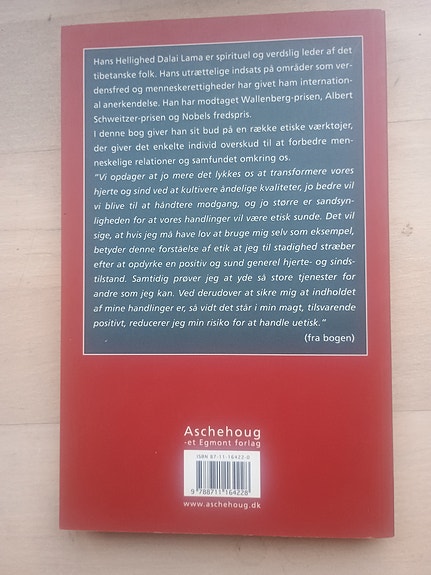 Hans Hellighed Dalai Lama er spirituel og verdslig leder af det
tibetanske folk. Hans utrættelige indsats på områder som ver-
densfred og menneskerettigheder har givet ham internation-
al anerkendelse. Han har modtaget Wallenberg-prisen, Albert
Schweitzer-prisen og Nobels fredspris.
I denne bog giver han sit bud på en række etiske værktøjer,
der giver det enkelte individ overskud til at forbedre men-
neskelige relationer og samfundet omkring os.
"Vi opdager at jo mere det lykkes os at transformere vores
hjerte og sind ved at kultivere åndelige kvaliteter, jo bedre vil
vi blive til at håndtere modgang, og jo større er sandsyn-
ligheden for at vores handlinger vil være etisk sunde. Det vil
sige, at hvis jeg må have lov at bruge mig selv som eksempel,
betyder denne forståelse af etik at jeg til stadighed stræber
efter at opdyrke en positiv og sund generel hjerte- og sinds-
tilstand. Samtidig prøver jeg at yde så store tjenester for
andre som jeg kan. Ved derudover at sikre mig at indholdet
af mine handlinger er, så vidt det står i min magt, tilsvarende
positivt, reducerer jeg min risiko for at handle uetisk."
(fra bogen)
Aschehoug
-et Egmont forlag
ISBN 87-11-16422-0
9 788711 164228
www.aschehoug.dk